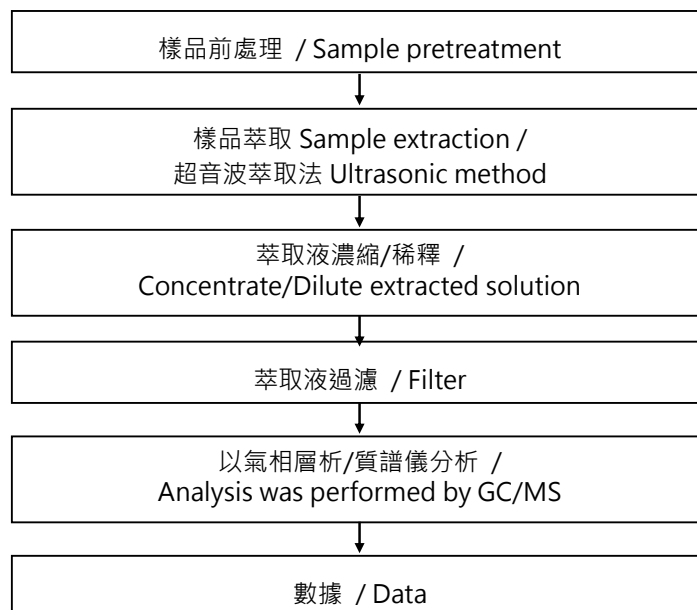 樣品前處理 / Sample pretreatment
樣品萃取 Sample extraction /
超音波萃取法 Ultrasonic method
萃取液濃縮/稀釋 /
Concentrate/Dilute extracted solution
萃取液過濾 / Filter
以氣相層析/質譜儀分析 /
Analysis was performed by GC/MS
數據 / Data